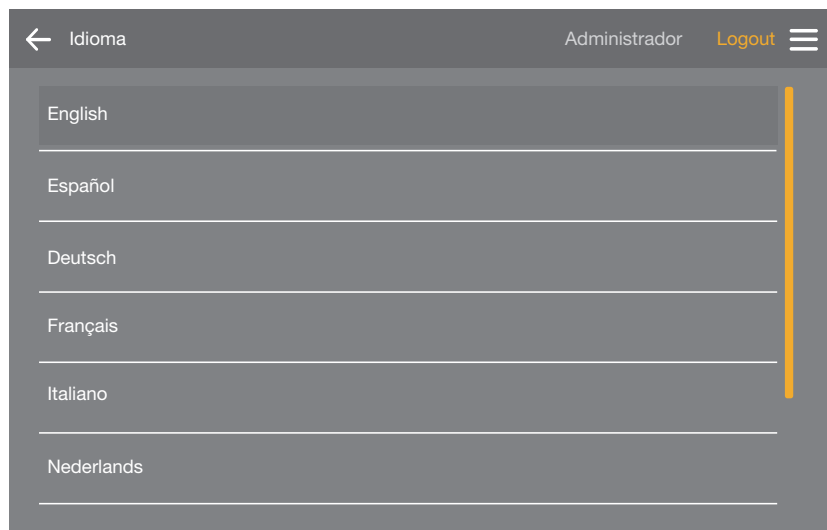 Idioma Administrador Logout
English
Español
Deutsch
Français
Italiano
Nederlands